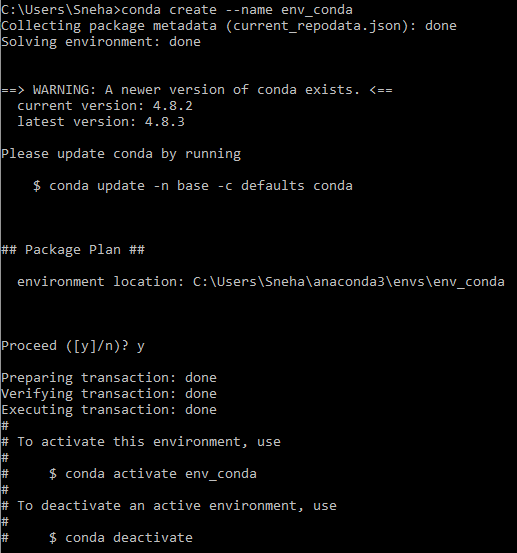 C:\Users\Sneha>conda create --name env_conda
Collecting package metadata (current_repodata.json): done
Solving environment: done
==> WARNING: A newer version of conda exists. <==
  current version: 4.8.2
  latest version: 4.8.3
Please update conda by running
    $ conda update -n base -c defaults conda
## Package Plan ##
  environment location: C:\Users\Sneha\anaconda3\envs\env_conda
Proceed ([y]/n)? y
Preparing transaction: done
Verifying transaction: done
Executing transaction: done
#
# To activate this environment, use
#
#     $ conda activate env_conda
#
# To deactivate an active environment, use
#
#     $ conda deactivate